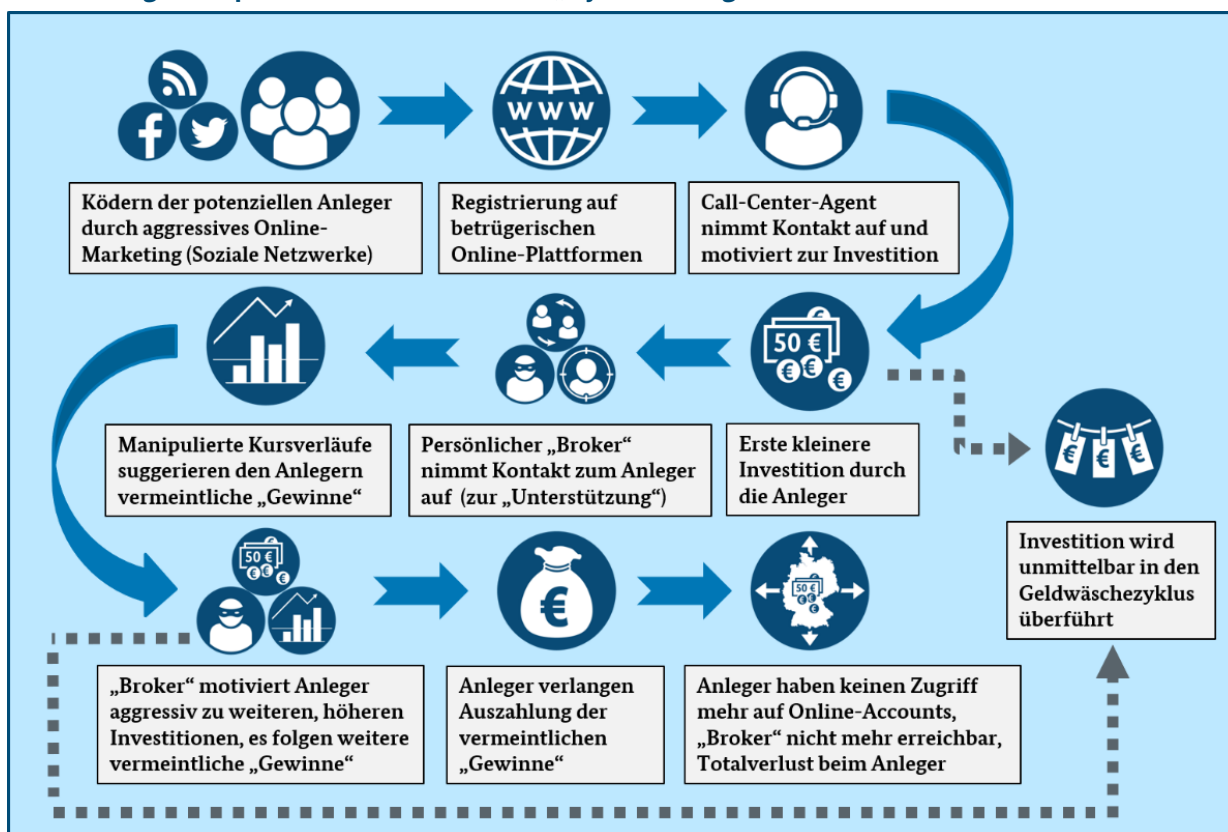 WWW
Ködern der potenziellen Anleger
durch aggressives Online-
Marketing (Soziale Netzwerke)
Registrierung auf
betrügerischen
Online-Plattformen
Call-Center-Agent
nimmt Kontakt auf und
motiviert zur Investition
50 €
€ € €
Erste kleinere
Investition durch
die Anleger
Persönlicher „Broker“
nimmt Kontakt zum Anleger
auf (zur „Unterstützung“)
Manipulierte Kursverläufe
suggerieren den Anlegern
vermeintliche „Gewinne“
€ € €
Investition wird
unmittelbar in den
Geldwäschezyklus
überführt
50 €
€ € €
„Broker“ motiviert Anleger
aggressiv zu weiteren, höheren
Investitionen, es folgen weitere
vermeintliche „Gewinne“
€
Anleger verlangen
Auszahlung der
vermeintlichen
„Gewinne“
50 €
Anleger haben keinen Zugriff
mehr auf Online-Accounts,
„Broker“ nicht mehr erreichbar,
Totalverlust beim Anleger